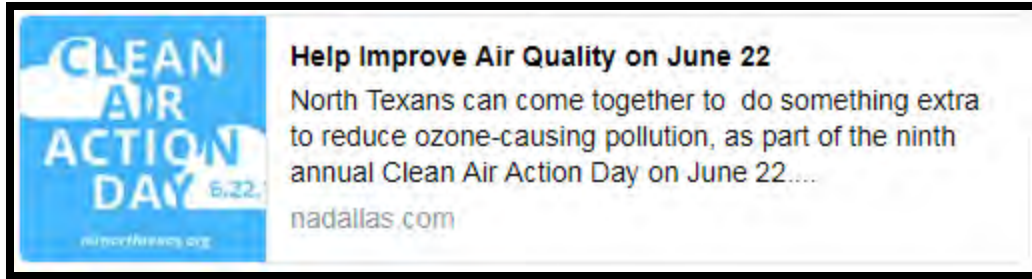 CLEAN
AIR
ACTION
DAY 6.22.
Help Improve Air Quality on June 22
North Texans can come together to do something extra
to reduce ozone-causing pollution, as part of the ninth
annual Clean Air Action Day on June 22....
nadallas.com